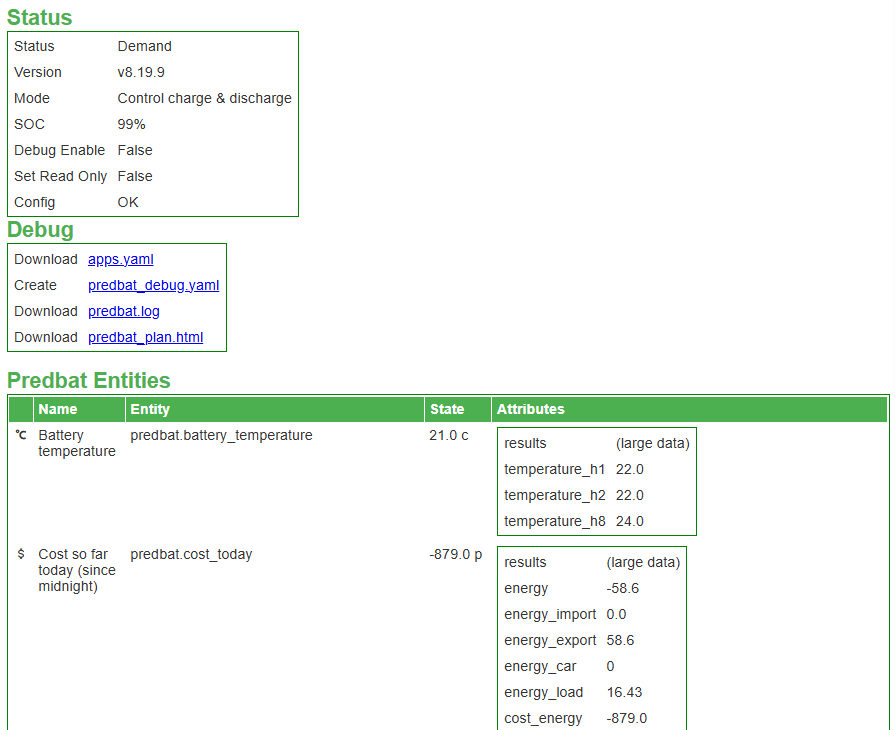 Status
Status Demand
Version v8.19.9
Mode Control charge & discharge
SOC 99%
Debug Enable False
Set Read Only False
Config OK
Debug
Download apps.yaml
Create predbat_debug.yaml
Download predbat.log
Download predbat_plan.html
Predbat Entities
Name Entity State Attributes
°C Battery temperature predbat.battery_temperature 21.0 c
results (large data)
temperature_h1 22.0
temperature_h2 22.0
temperature_h8 24.0
$ Cost so far today (since midnight) predbat.cost_today -879.0 p
results (large data)
energy -58.6
energy_import 0.0
energy_export 58.6
energy_car 0
energy_load 16.43
cost_energy -879.0